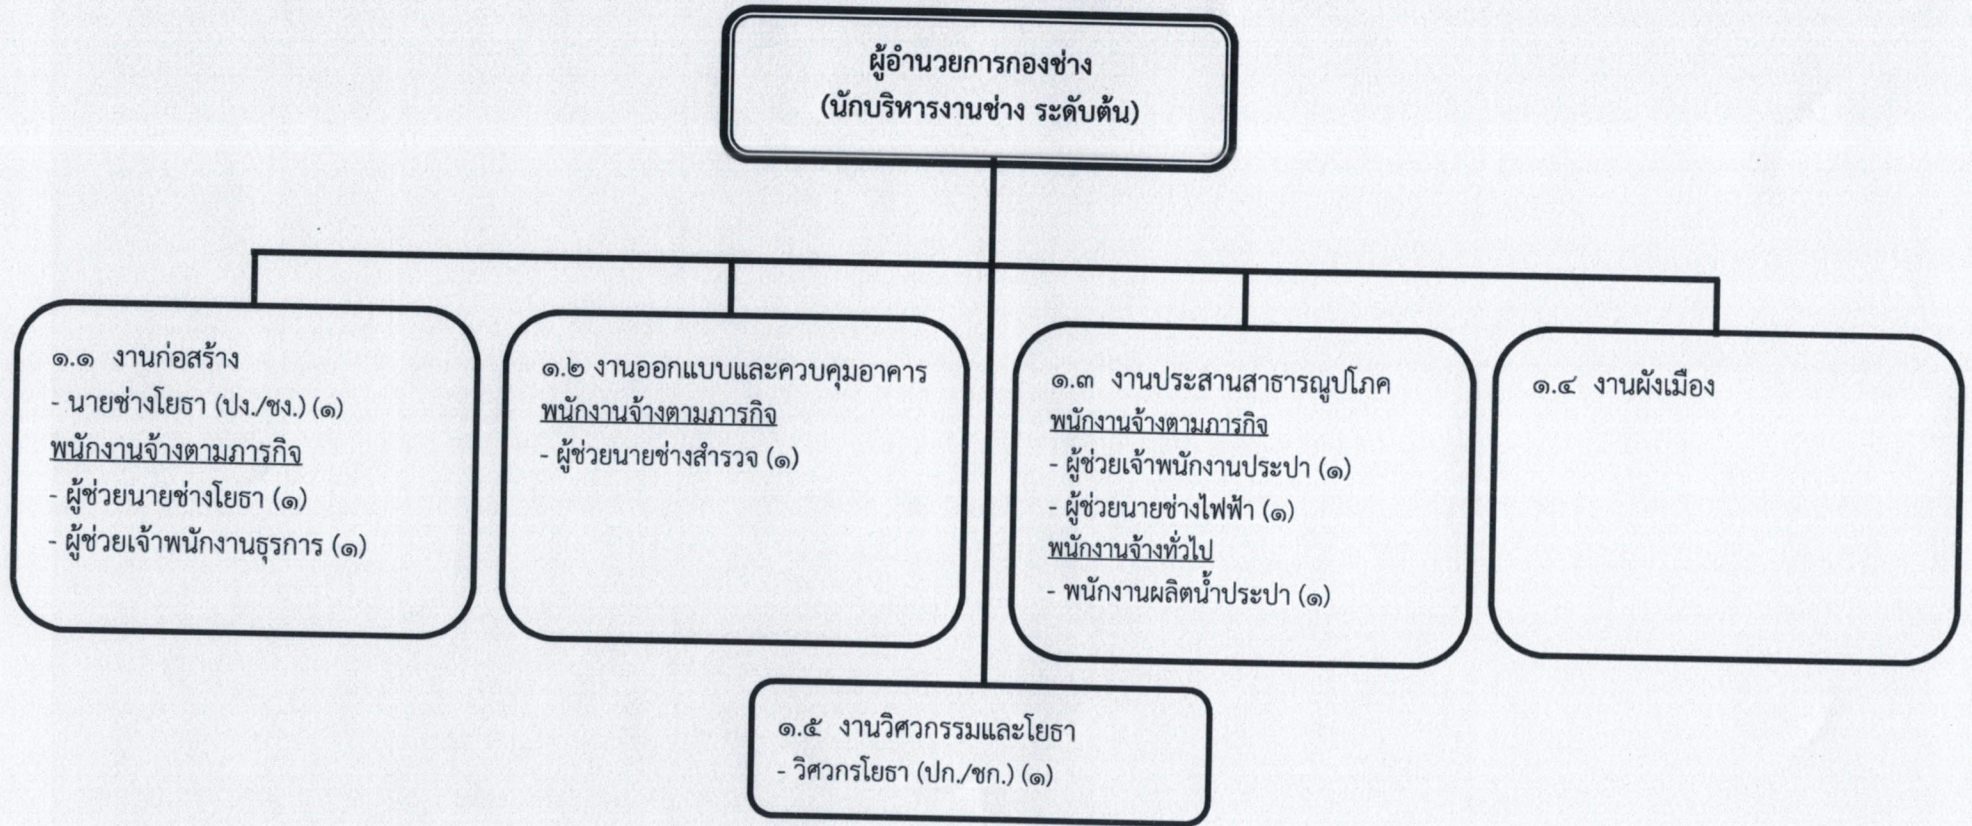 ผู้อำนวยการกองช่าง
(นักบริหารงานช่าง ระดับต้น)
๑.๑ งานก่อสร้าง
- นายช่างโยธา (ปง./ชง.) (๑)
พนักงานจ้างตามภารกิจ
- ผู้ช่วยนายช่างโยธา (๑)
- ผู้ช่วยเจ้าพนักงานธุรการ (๑)
๑.๒ งานออกแบบและควบคุมอาคาร
พนักงานจ้างตามภารกิจ
- ผู้ช่วยนายช่างสำรวจ (๑)
๑.๓ งานประสานสาธารณูปโภค
พนักงานจ้างตามภารกิจ
- ผู้ช่วยเจ้าพนักงานประปา (๑)
- ผู้ช่วยนายช่างไฟฟ้า (๑)
พนักงานจ้างทั่วไป
- พนักงานผลิตน้ำประปา (๑)
๑.๔ งานผังเมือง
๑.๕ งานวิศวกรรมและโยธา
- วิศวกรโยธา (ปก./ชก.) (๑)